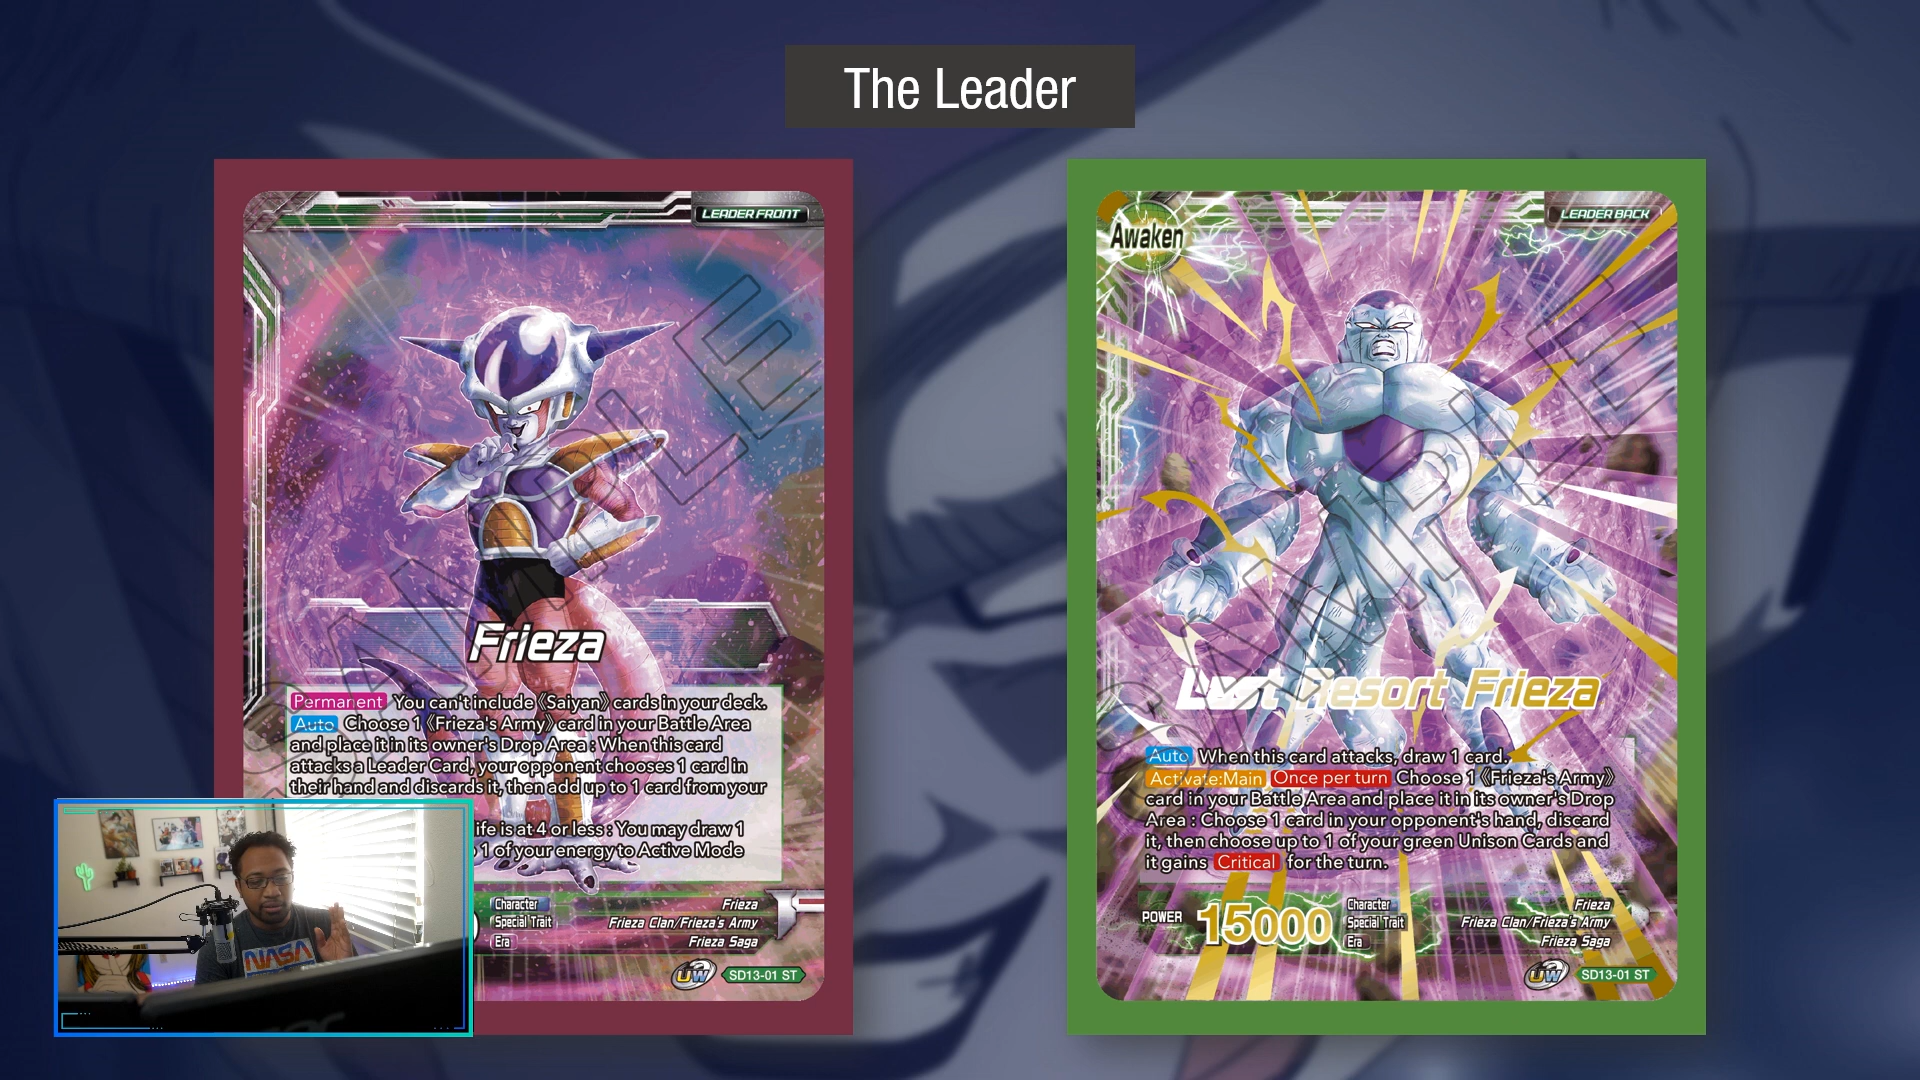 The Leader
LEADER FRONT
SAMPLE
Frieza
Permanent You can't include《Saiyan》cards in your deck.
Auto Choose 1《Frieza's Army》card in your Battle Area
and place it in its owner's Drop Area : When this card
attacks a Leader Card, your opponent chooses 1 card in
their hand and discards it, then add up to 1 card from your
life is at 4 or less : You may draw 1
1 of your energy to Active Mode
Character Frieza
Special Trait Frieza Clan/Frieza's Army
Era Frieza Saga
UW SD13-01 ST
NASA
Awaken
LEADER BACK
SAMPLE
Last Resort Frieza
Auto When this card attacks, draw 1 card.
Activate:Main Once per turn Choose 1《Frieza's Army》
card in your Battle Area and place it in its owner's Drop
Area : Choose 1 card in your opponent's hand, discard
it, then choose up to 1 of your green Unison Cards and
it gains Critical for the turn.
POWER 15000
Character Frieza
Special Trait Frieza Clan/Frieza's Army
Era Frieza Saga
UW SD13-01 ST